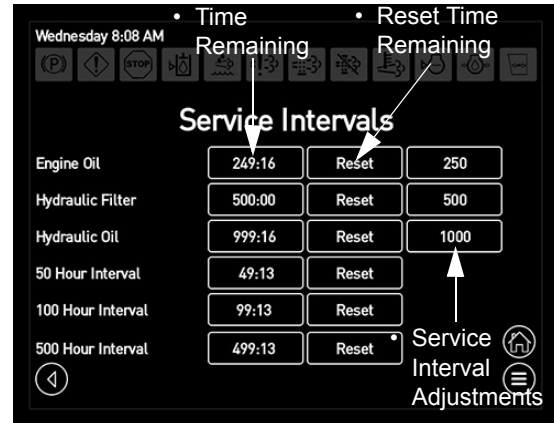 • Time Remaining
• Reset Time Remaining
Wednesday 8:08 AM
(P)
STOP
Service Intervals
Engine Oil 249:16 Reset 250
Hydraulic Filter 500:00 Reset 500
Hydraulic Oil 999:16 Reset 1000
50 Hour Interval 49:13 Reset
100 Hour Interval 99:13 Reset
500 Hour Interval 499:13 Reset
• Service
Interval
Adjustments